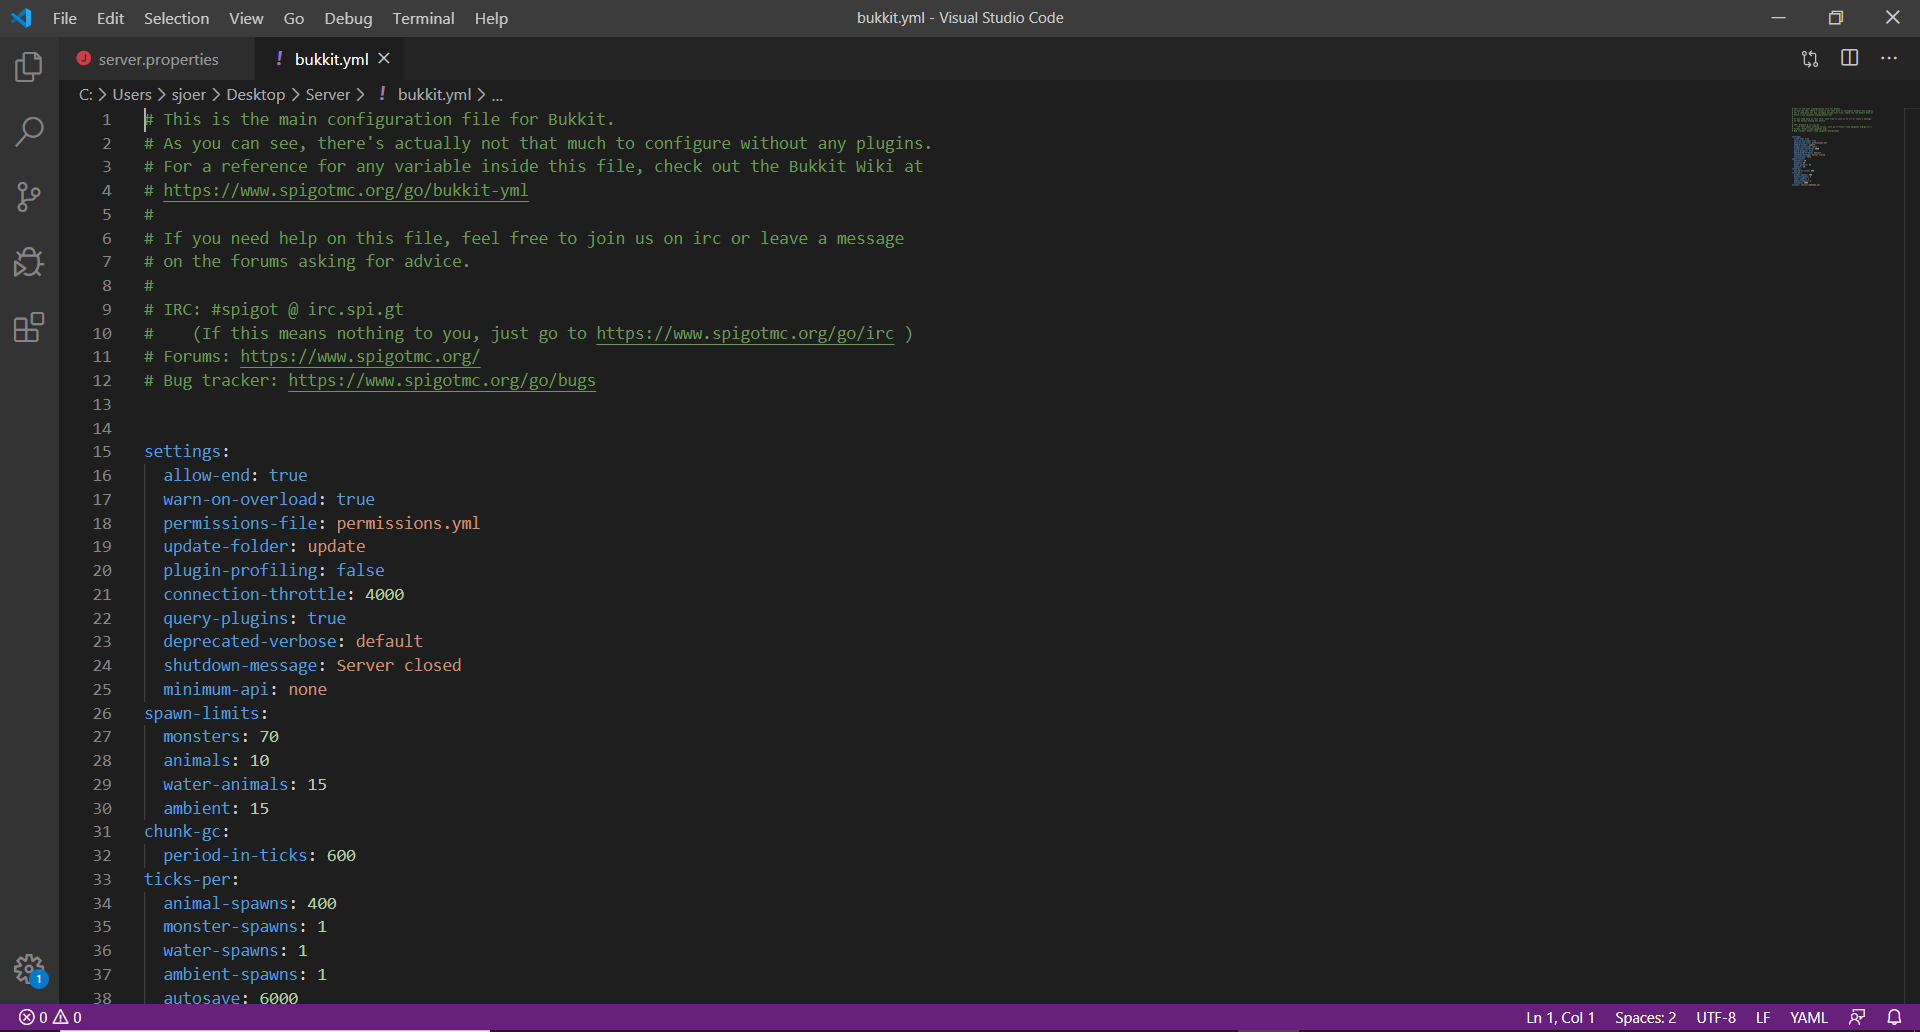 File Edit Selection View Go Debug Terminal Help
bukkit.yml - Visual Studio Code
server.properties
! bukkit.yml
C: > Users > sjoer > Desktop > Server > ! bukkit.yml > ...
1 # This is the main configuration file for Bukkit.
2 # As you can see, there's actually not that much to configure without any plugins.
3 # For a reference for any variable inside this file, check out the Bukkit Wiki at
4 # https://www.spigotmc.org/go/bukkit-yml
5 #
6 # If you need help on this file, feel free to join us on irc or leave a message
7 # on the forums asking for advice.
8 #
9 # IRC: #spigot @ irc.spi.gt
10 #    (If this means nothing to you, just go to https://www.spigotmc.org/go/irc )
11 # Forums: https://www.spigotmc.org/
12 # Bug tracker: https://www.spigotmc.org/go/bugs
13
14
15 settings:
16   allow-end: true
17   warn-on-overload: true
18   permissions-file: permissions.yml
19   update-folder: update
20   plugin-profiling: false
21   connection-throttle: 4000
22   query-plugins: true
23   deprecated-verbose: default
24   shutdown-message: Server closed
25   minimum-api: none
26 spawn-limits:
27   monsters: 70
28   animals: 10
29   water-animals: 15
30   ambient: 15
31 chunk-gc:
32   period-in-ticks: 600
33 ticks-per:
34   animal-spawns: 400
35   monster-spawns: 1
36   water-spawns: 1
37   ambient-spawns: 1
38   autosave: 6000
1
0 0
Ln 1, Col 1 Spaces: 2 UTF-8 LF YAML